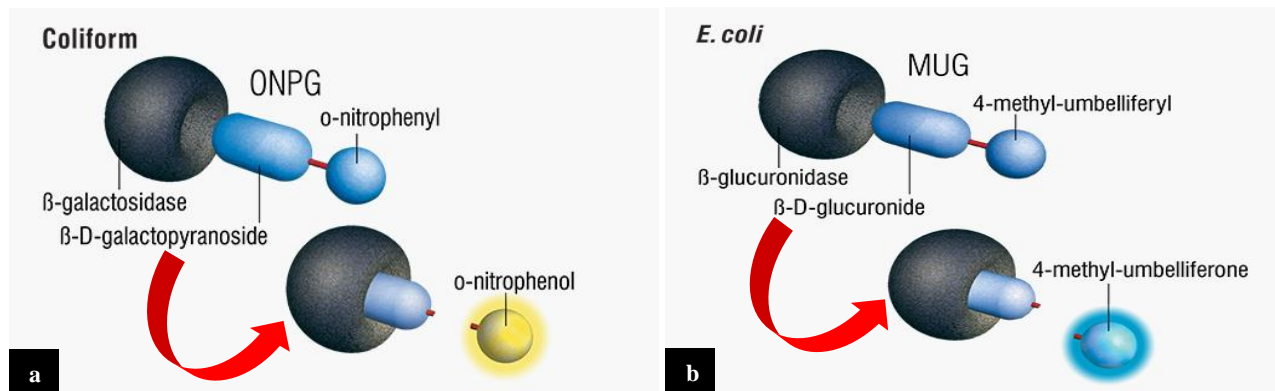 Coliform
ONPG
o-nitrophenyl
ß-galactosidase
ß-D-galactopyranoside
o-nitrophenol
a
E. coli
MUG
4-methyl-umbelliferyl
ß-glucuronidase
ß-D-glucuronide
4-methyl-umbelliferone
b